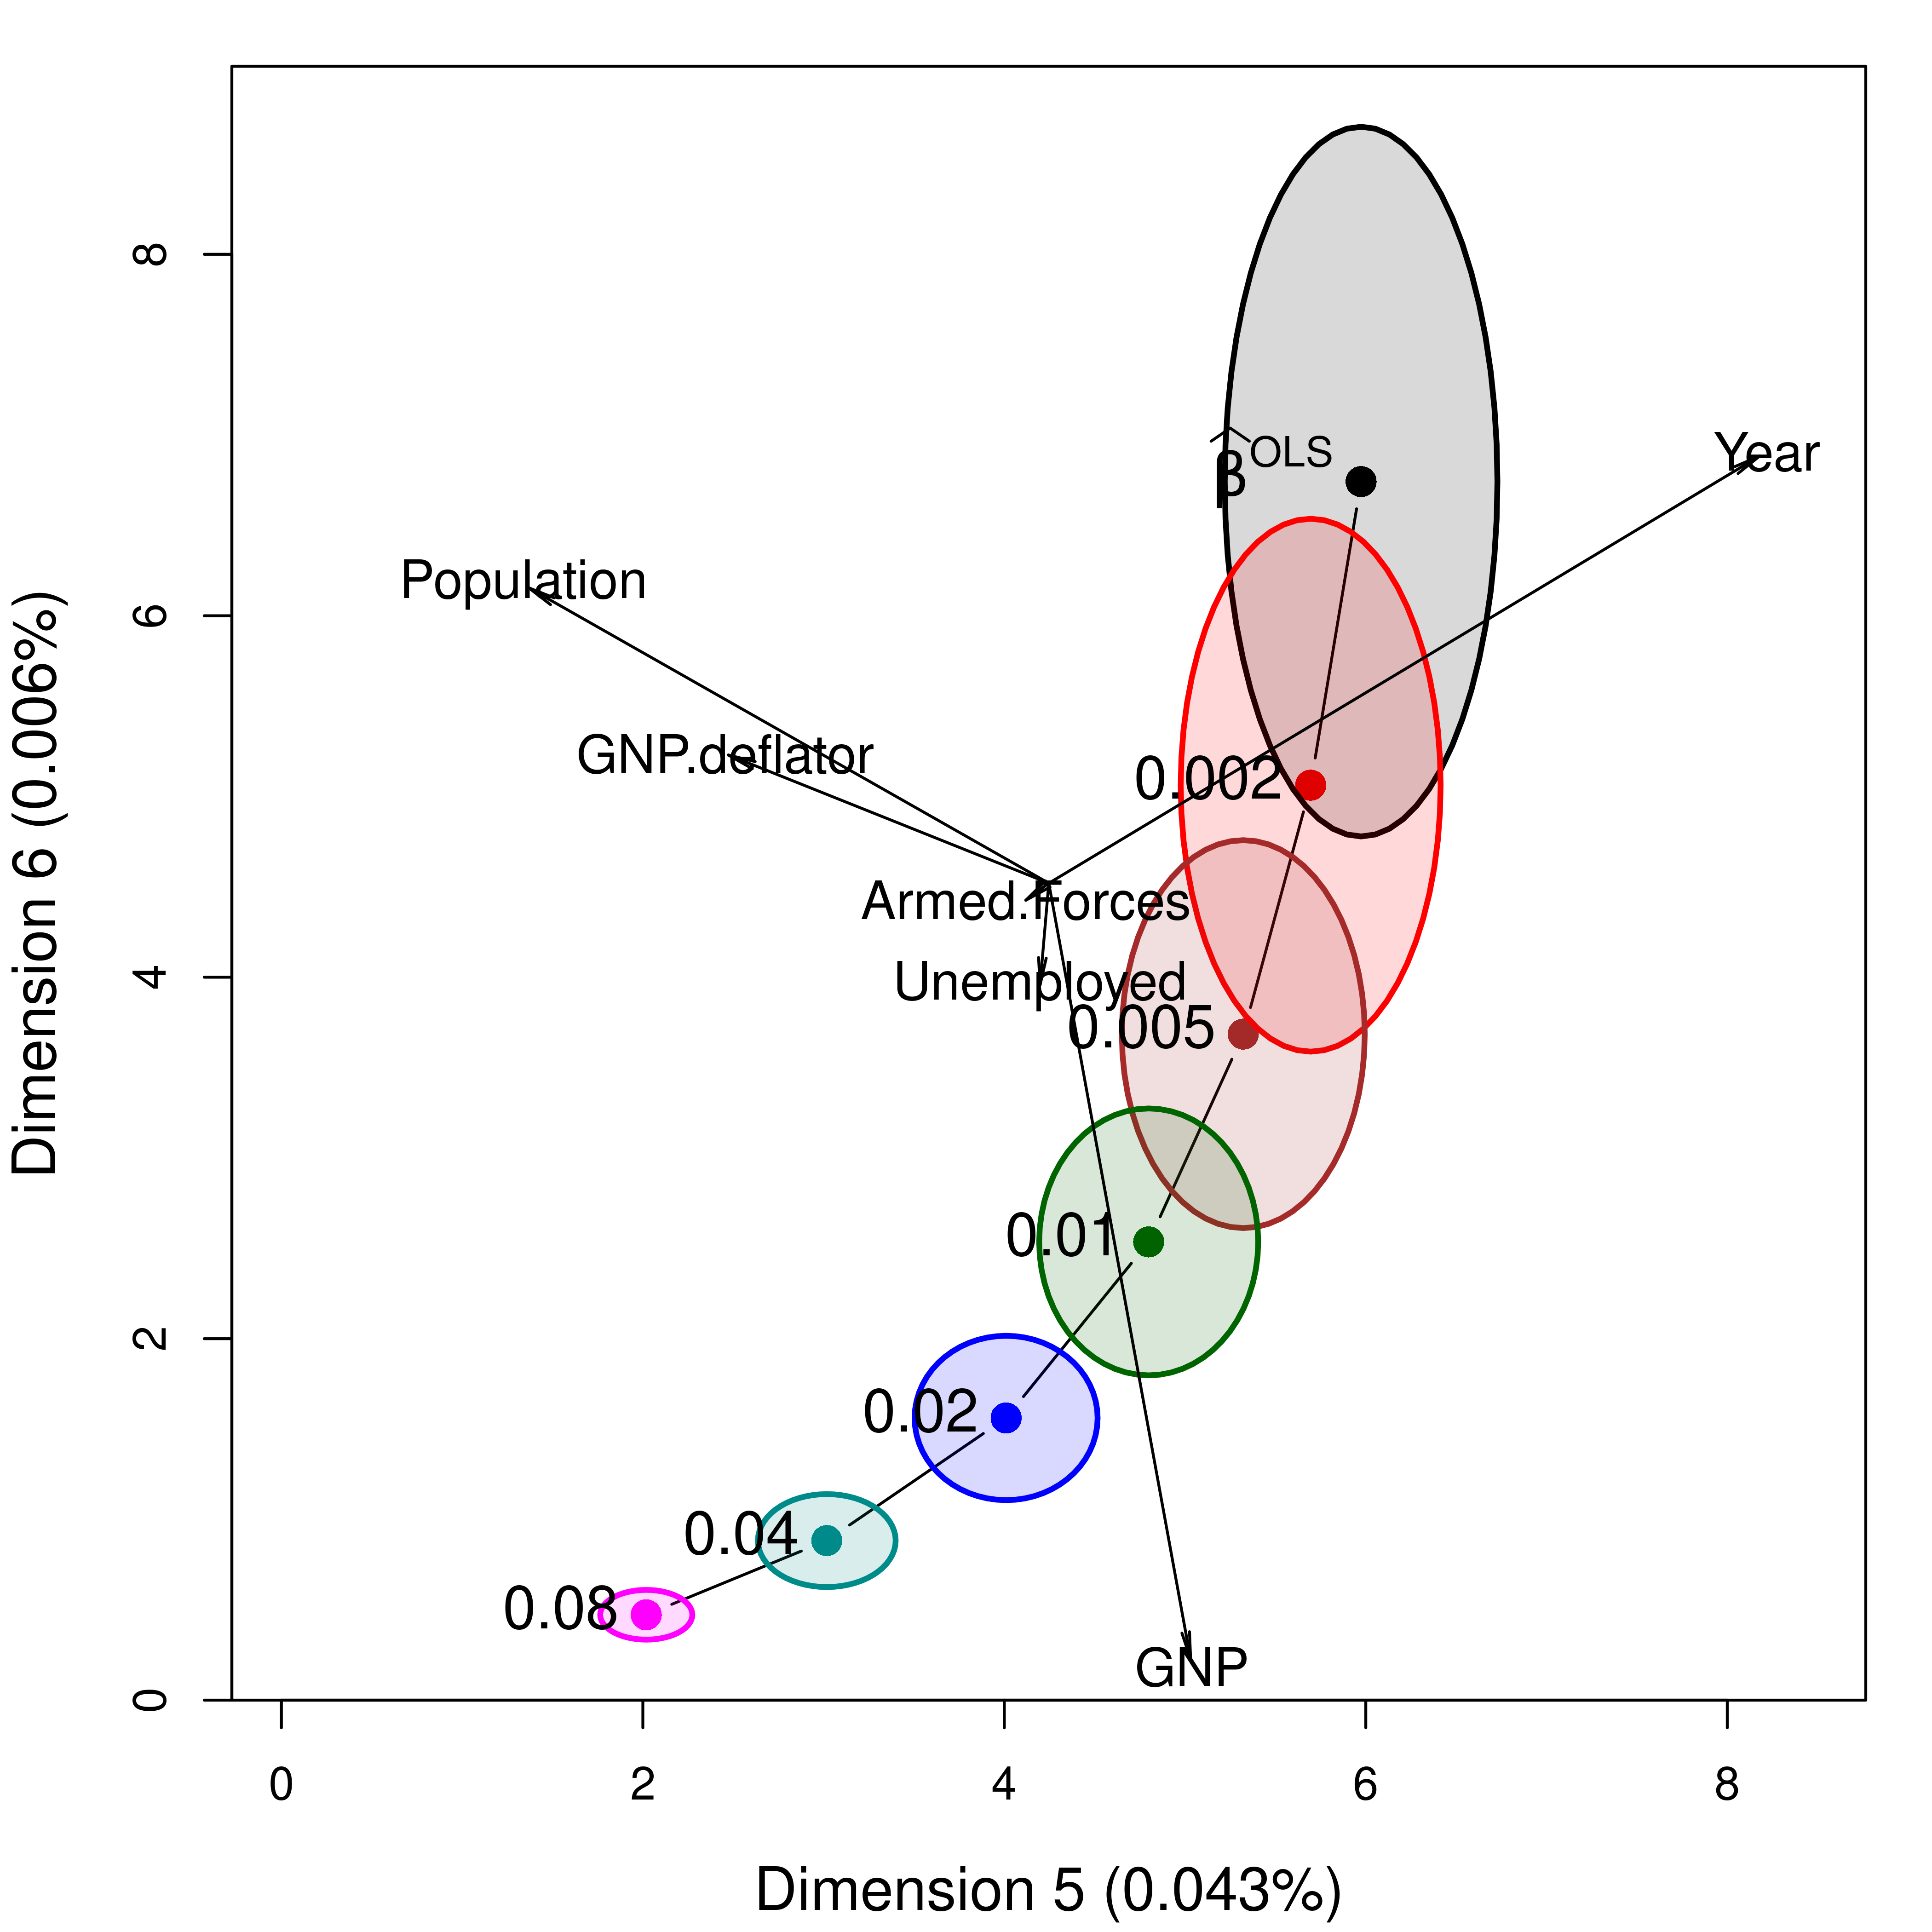 8
6
4
2
0
Dimension 6 (0.006%)
β̂ OLS
Year
Population
GNP.deflator
0.002
Armed.Forces
Unemployed
0.005
0.01
0.02
0.04
0.08
GNP
0 2 4 6 8
Dimension 5 (0.043%)